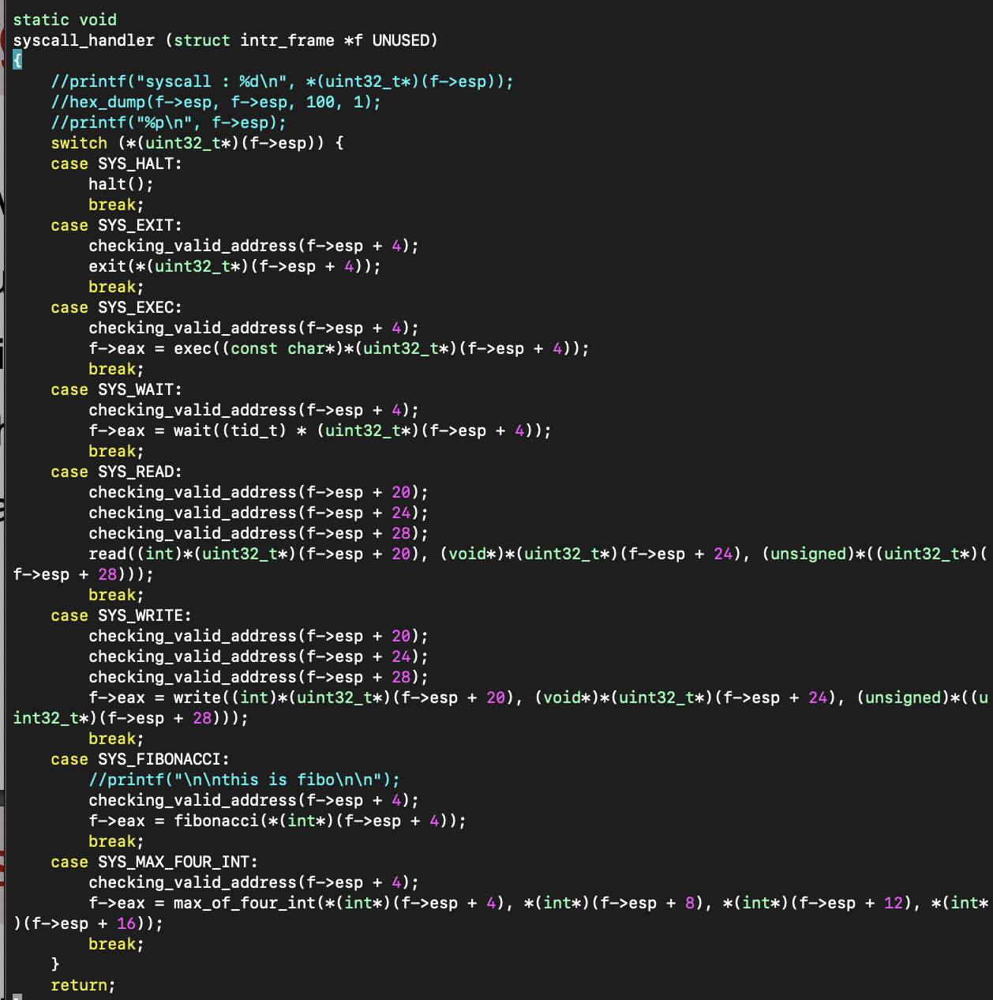 static void
syscall_handler (struct intr_frame *f UNUSED)
{
    //printf("syscall : %d\n", *(uint32_t*)(f->esp));
    //hex_dump(f->esp, f->esp, 100, 1);
    //printf("%p\n", f->esp);
    switch (*(uint32_t*)(f->esp)) {
    case SYS_HALT:
        halt();
        break;
    case SYS_EXIT:
        checking_valid_address(f->esp + 4);
        exit(*(uint32_t*)(f->esp + 4));
        break;
    case SYS_EXEC:
        checking_valid_address(f->esp + 4);
        f->eax = exec((const char*)*(uint32_t*)(f->esp + 4));
        break;
    case SYS_WAIT:
        checking_valid_address(f->esp + 4);
        f->eax = wait((tid_t) * (uint32_t*)(f->esp + 4));
        break;
    case SYS_READ:
        checking_valid_address(f->esp + 20);
        checking_valid_address(f->esp + 24);
        checking_valid_address(f->esp + 28);
        read((int)*(uint32_t*)(f->esp + 20), (void*)*(uint32_t*)(f->esp + 24), (unsigned)*((uint32_t*)(
f->esp + 28)));
        break;
    case SYS_WRITE:
        checking_valid_address(f->esp + 20);
        checking_valid_address(f->esp + 24);
        checking_valid_address(f->esp + 28);
        f->eax = write((int)*(uint32_t*)(f->esp + 20), (void*)*(uint32_t*)(f->esp + 24), (unsigned)*((u
int32_t*)(f->esp + 28)));
        break;
    case SYS_FIBONACCI:
        //printf("\n\nthis is fibo\n\n");
        checking_valid_address(f->esp + 4);
        f->eax = fibonacci(*(int*)(f->esp + 4));
        break;
    case SYS_MAX_FOUR_INT:
        checking_valid_address(f->esp + 4);
        f->eax = max_of_four_int(*(int*)(f->esp + 4), *(int*)(f->esp + 8), *(int*)(f->esp + 12), *(int*
)(f->esp + 16));
        break;
    }
    return;